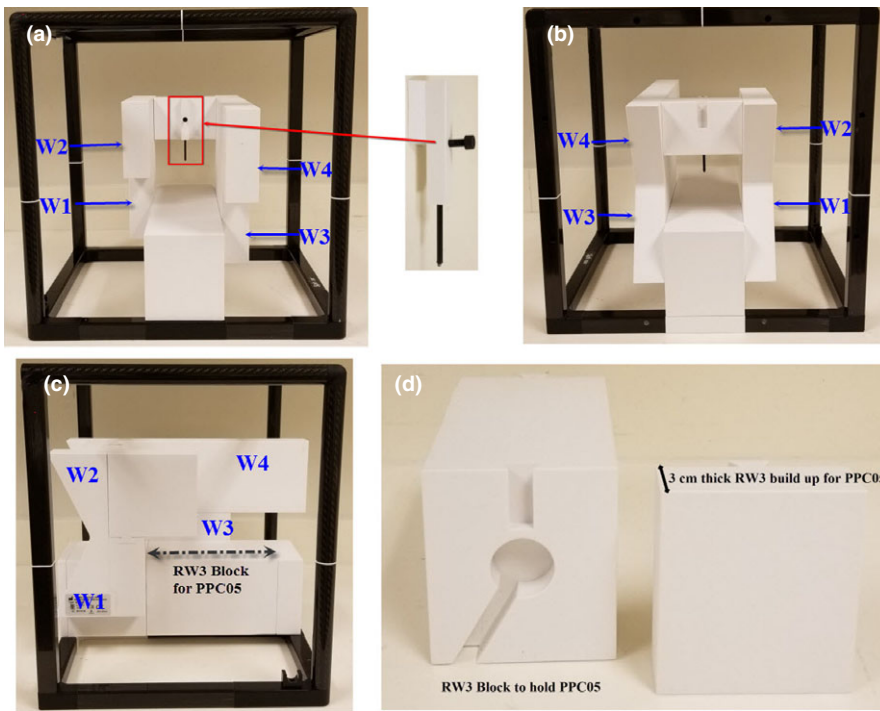 (a)
W2
W1
W4
W3
(b)
W4
W3
W2
W1
(c)
W2
W4
W3
RW3 Block
for PPC05
W1
(d)
3 cm thick RW3 build up for PPC05
RW3 Block to hold PPC05